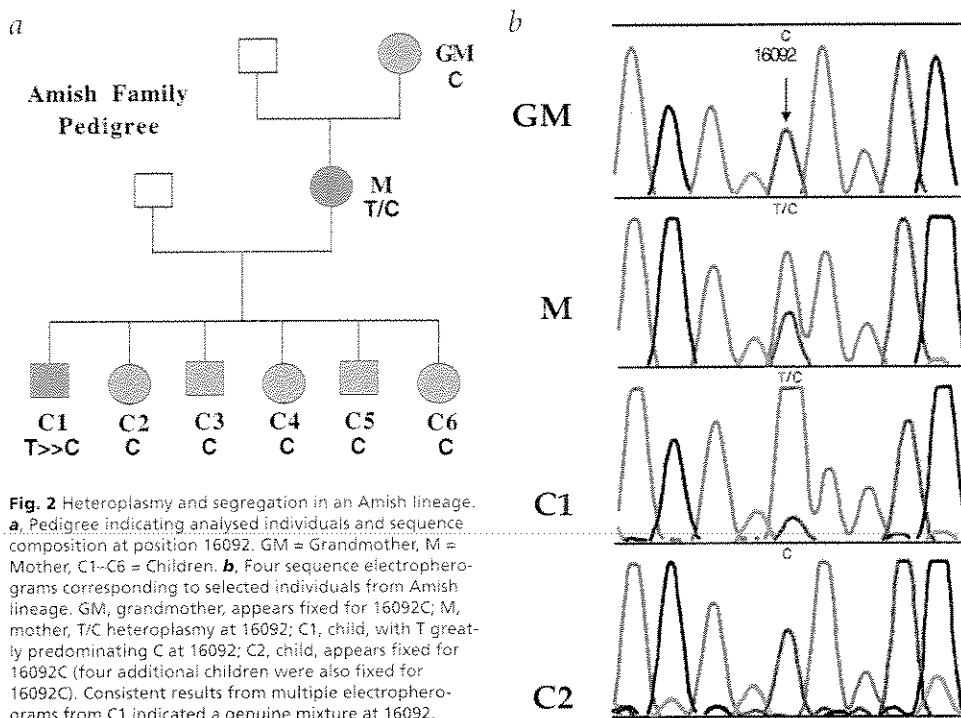 a
GM
C
Amish Family
Pedigree
M
T/C
C1
C2
C3
C4
C5
C6
T>>C
C
C
C
C
C
Fig. 2 Heteroplasmy and segregation in an Amish lineage.
a, Pedigree indicating analysed individuals and sequence
composition at position 16092. GM = Grandmother, M =
Mother, C1–C6 = Children. b, Four sequence electrophero-
grams corresponding to selected individuals from Amish
lineage. GM, grandmother, appears fixed for 16092C; M,
mother, T/C heteroplasmy at 16092; C1, child, with T great-
ly predominating C at 16092; C2, child, appears fixed for
16092C (four additional children were also fixed for
16092C). Consistent results from multiple electrophero-
grams from C1 indicated a genuine mixture at 16092.
b
C
16092
GM
T/C
M
T/C
C1
C
C2